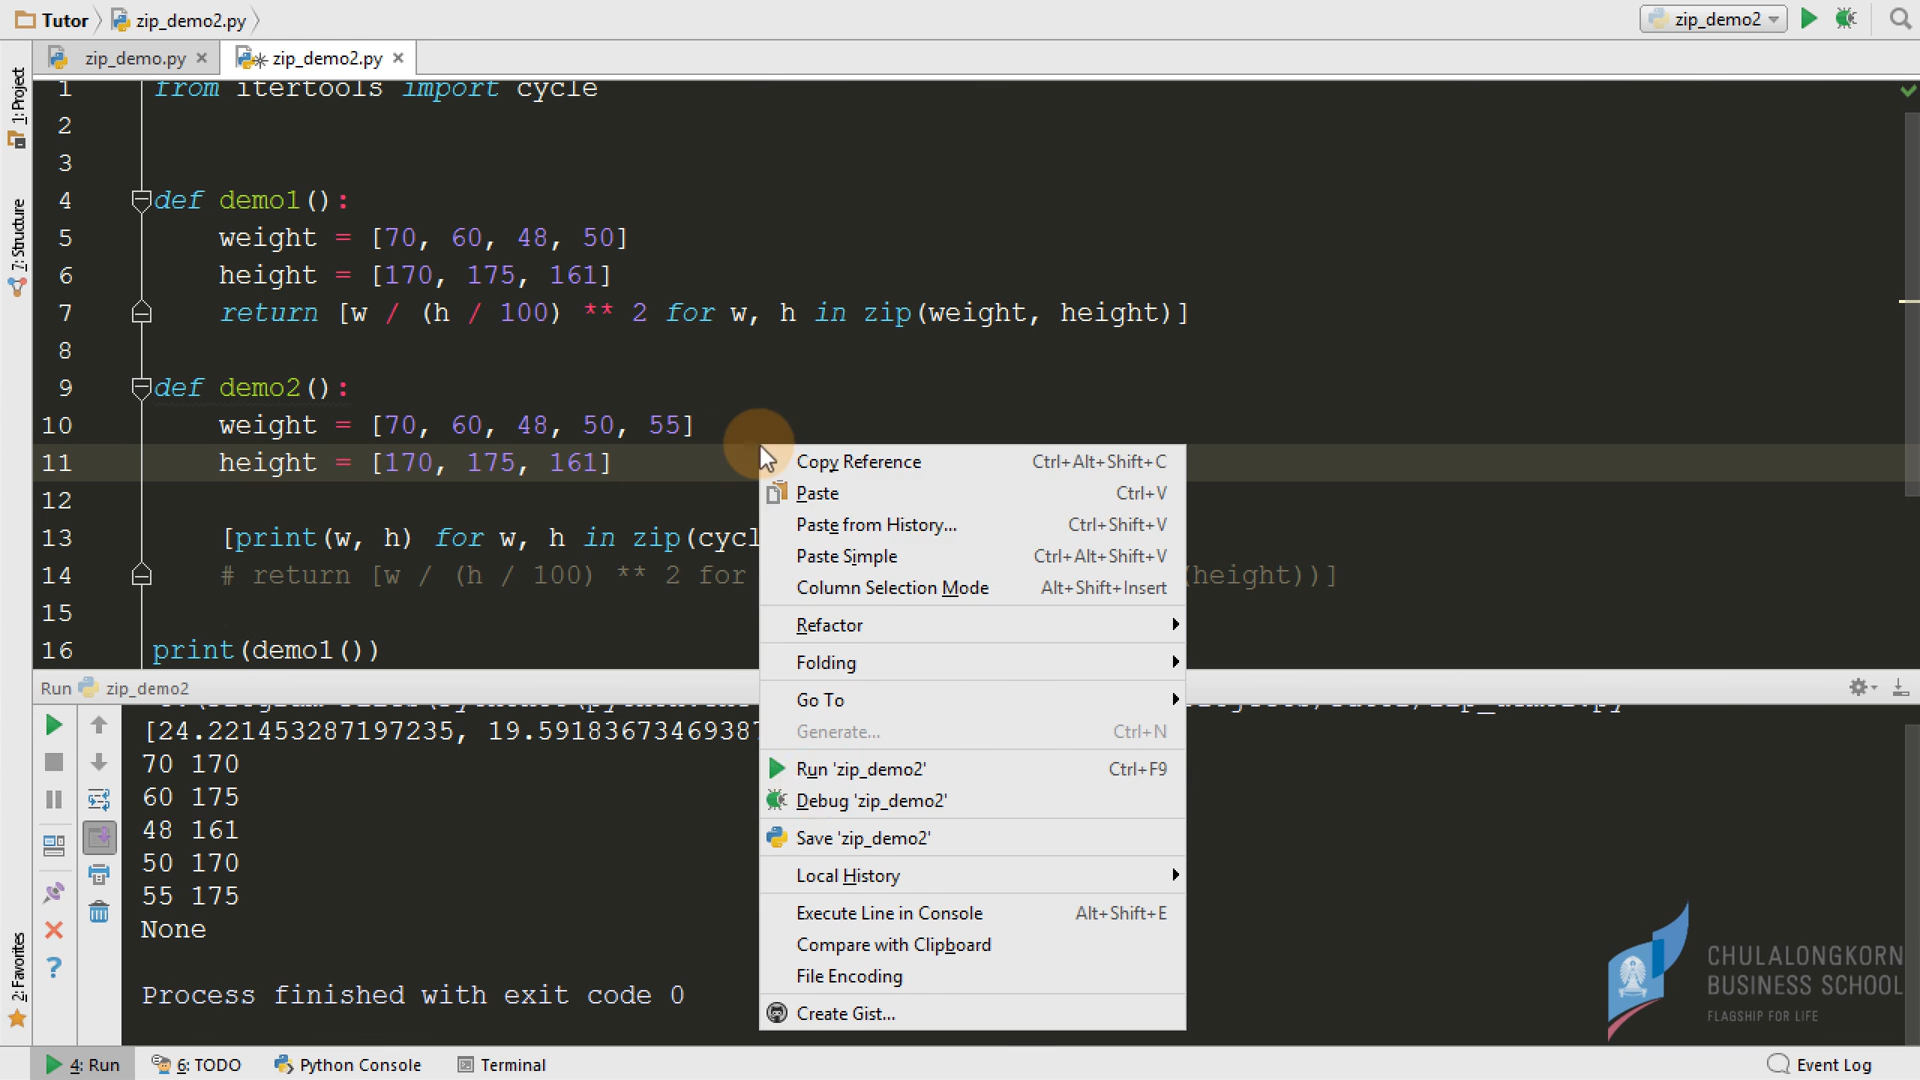 Tutor zip_demo2.py zip_demo2
zip_demo.py zip_demo2.py
1: Project
7: Structure
2: Favorites
1 from itertools import cycle
2
3
4 def demo1():
5 weight = [70, 60, 48, 50]
6 height = [170, 175, 161]
7 return [w / (h / 100) ** 2 for w, h in zip(weight, height)]
8
9 def demo2():
10 weight = [70, 60, 48, 50, 55]
11 height = [170, 175, 161]
12
13 [print(w, h) for w, h in zip(cycl
14 # return [w / (h / 100) ** 2 for (height))]
15
16 print(demo1())
Copy Reference Ctrl+Alt+Shift+C
Paste Ctrl+V
Paste from History... Ctrl+Shift+V
Paste Simple Ctrl+Alt+Shift+V
Column Selection Mode Alt+Shift+Insert
Refactor
Folding
Go To
Generate... Ctrl+N
Run 'zip_demo2' Ctrl+F9
Debug 'zip_demo2'
Save 'zip_demo2'
Local History
Execute Line in Console Alt+Shift+E
Compare with Clipboard
File Encoding
Create Gist...
Run zip_demo2
[24.221453287197235, 19.59183673469387
70 170
60 175
48 161
50 170
55 175
None
Process finished with exit code 0
CHULALONGKORN
BUSINESS SCHOOL
FLAGSHIP FOR LIFE
4: Run 6: TODO Python Console Terminal Event Log